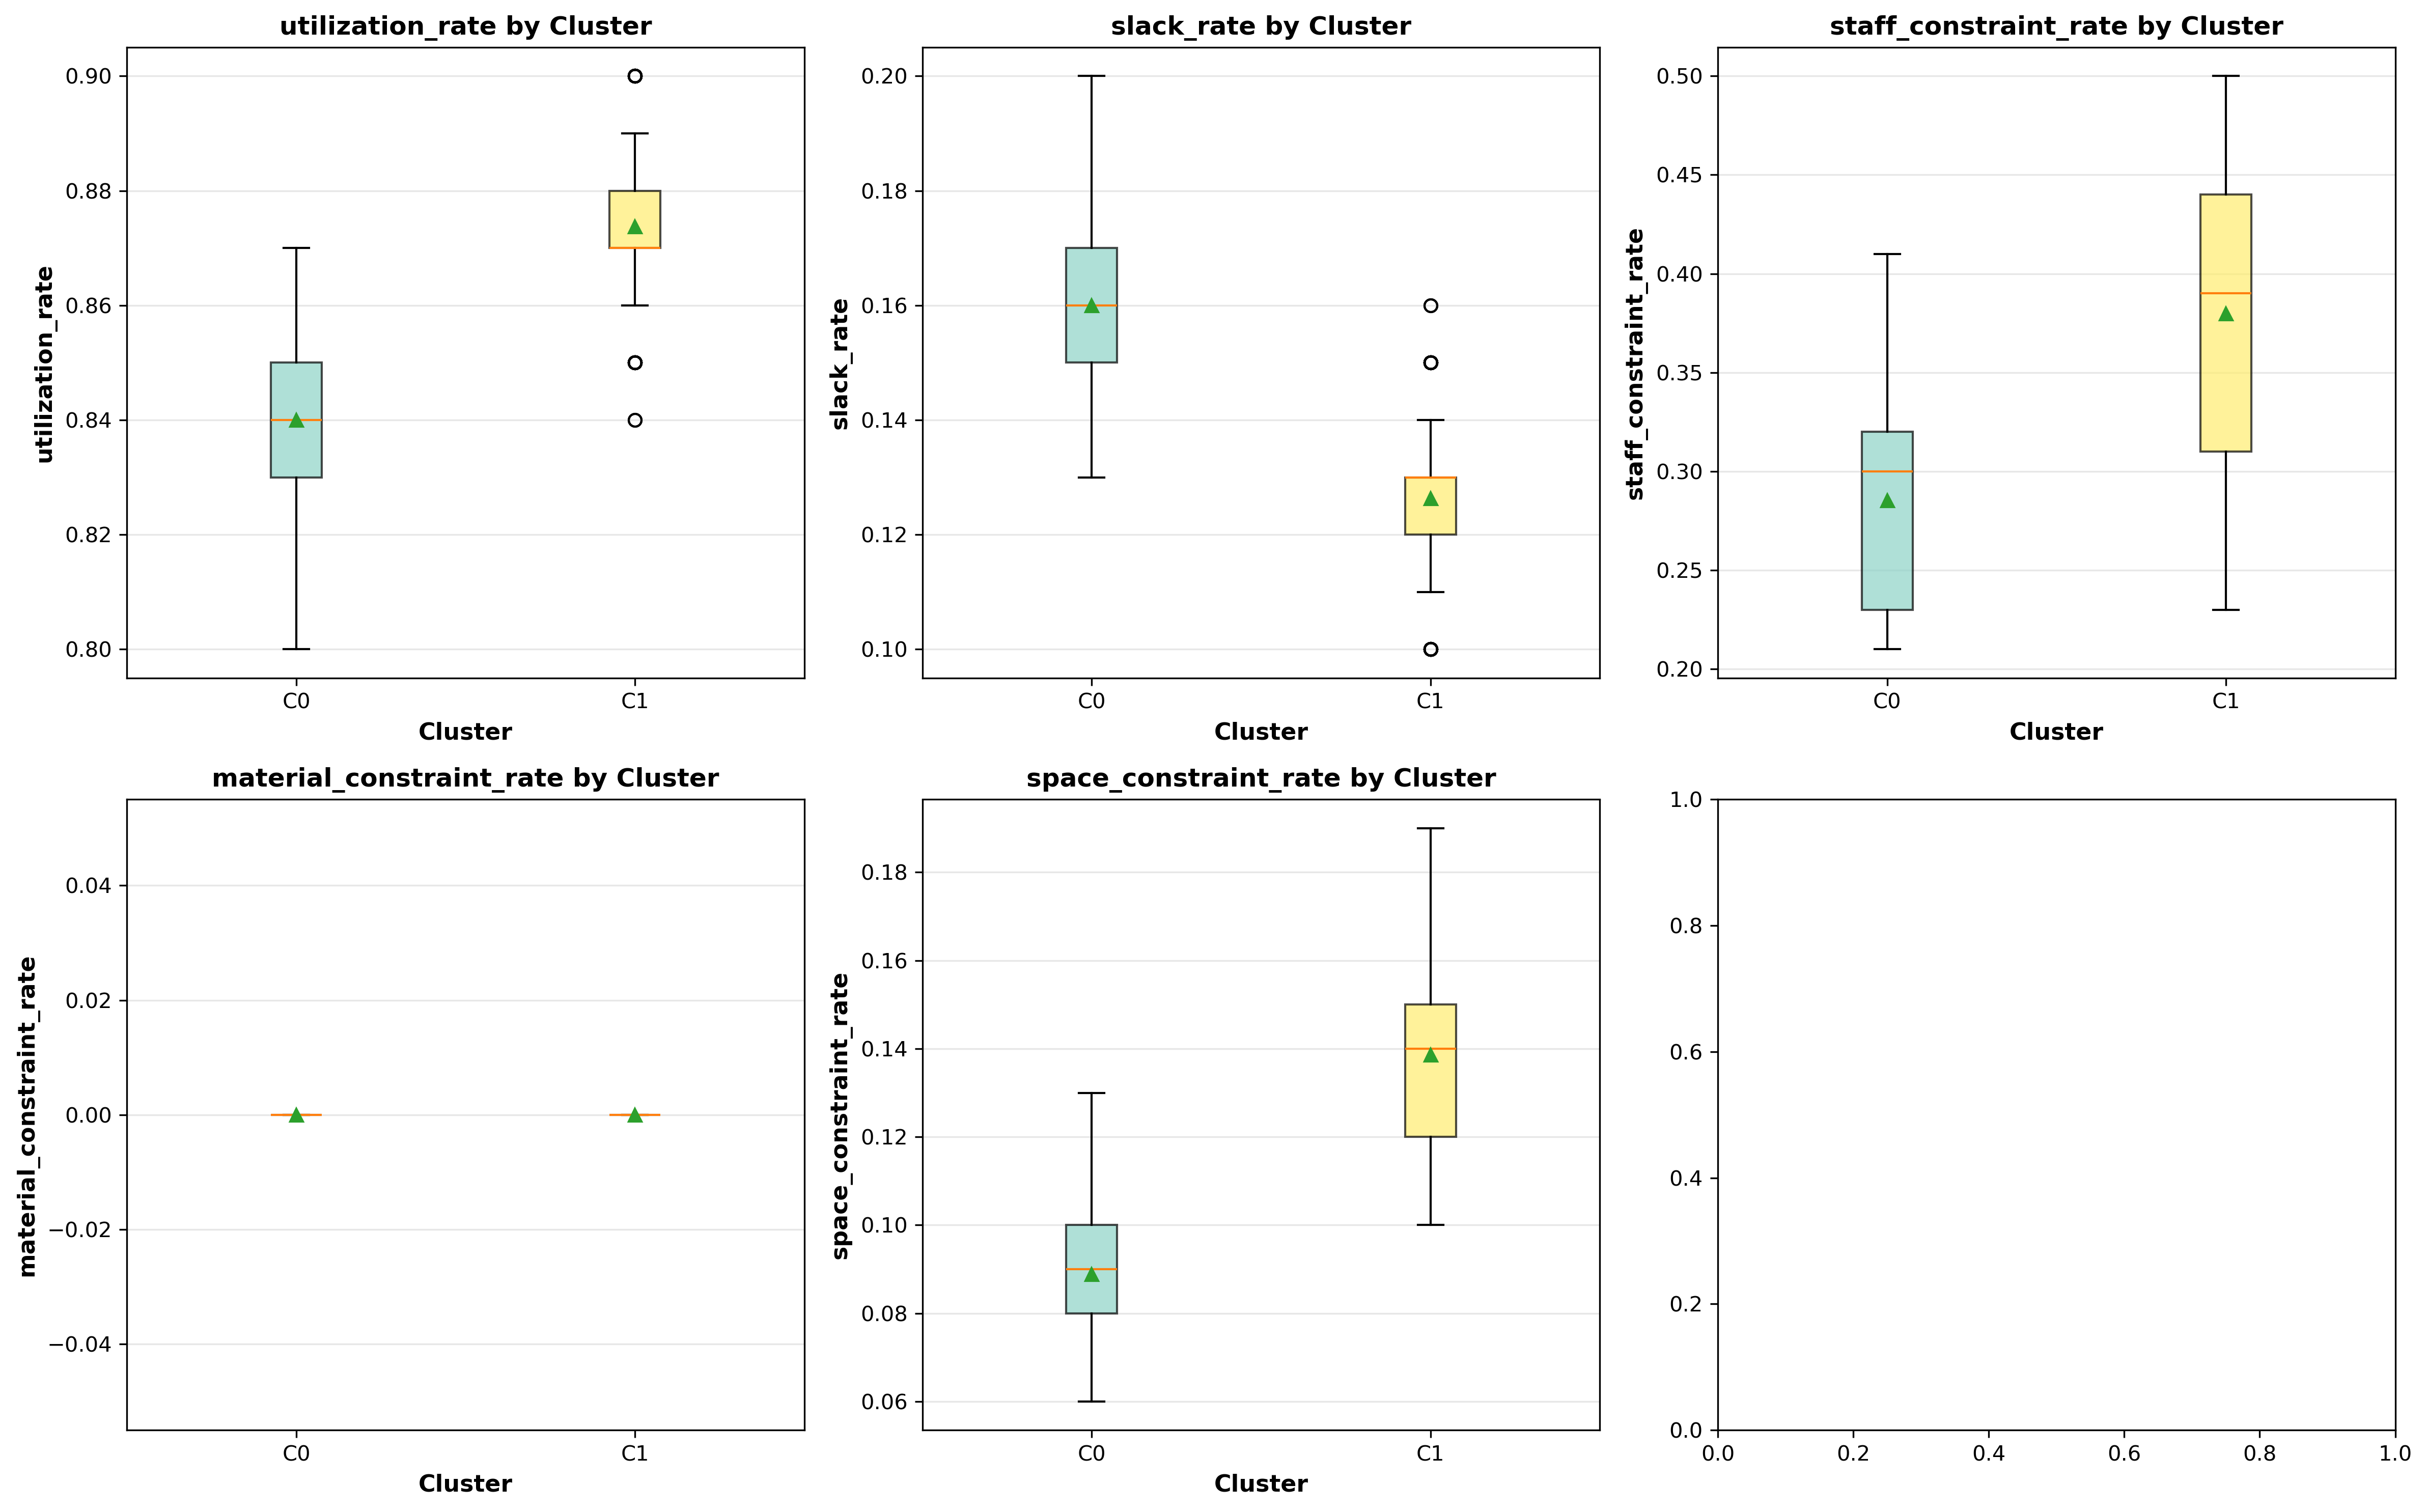 utilization_rate by Cluster
utilization_rate
0.90
0.88
0.86
0.84
0.82
0.80
C0
C1
Cluster
slack_rate by Cluster
slack_rate
0.20
0.18
0.16
0.14
0.12
0.10
C0
C1
Cluster
staff_constraint_rate by Cluster
staff_constraint_rate
0.50
0.45
0.40
0.35
0.30
0.25
0.20
C0
C1
Cluster
material_constraint_rate by Cluster
material_constraint_rate
0.04
0.02
0.00
−0.02
−0.04
C0
C1
Cluster
space_constraint_rate by Cluster
space_constraint_rate
0.18
0.16
0.14
0.12
0.10
0.08
0.06
C0
C1
Cluster
1.0
0.8
0.6
0.4
0.2
0.0
0.0 0.2 0.4 0.6 0.8 1.0